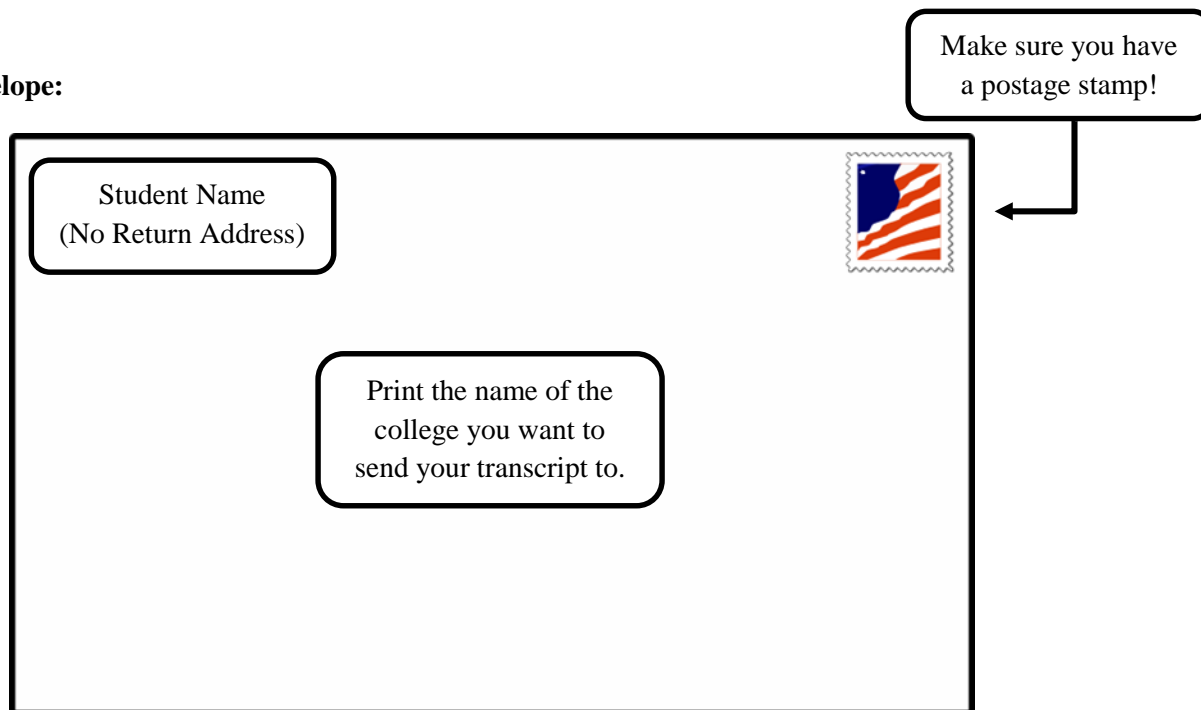 Make sure you have
a postage stamp!
elope:
Student Name
(No Return Address)
Print the name of the
college you want to
send your transcript to.